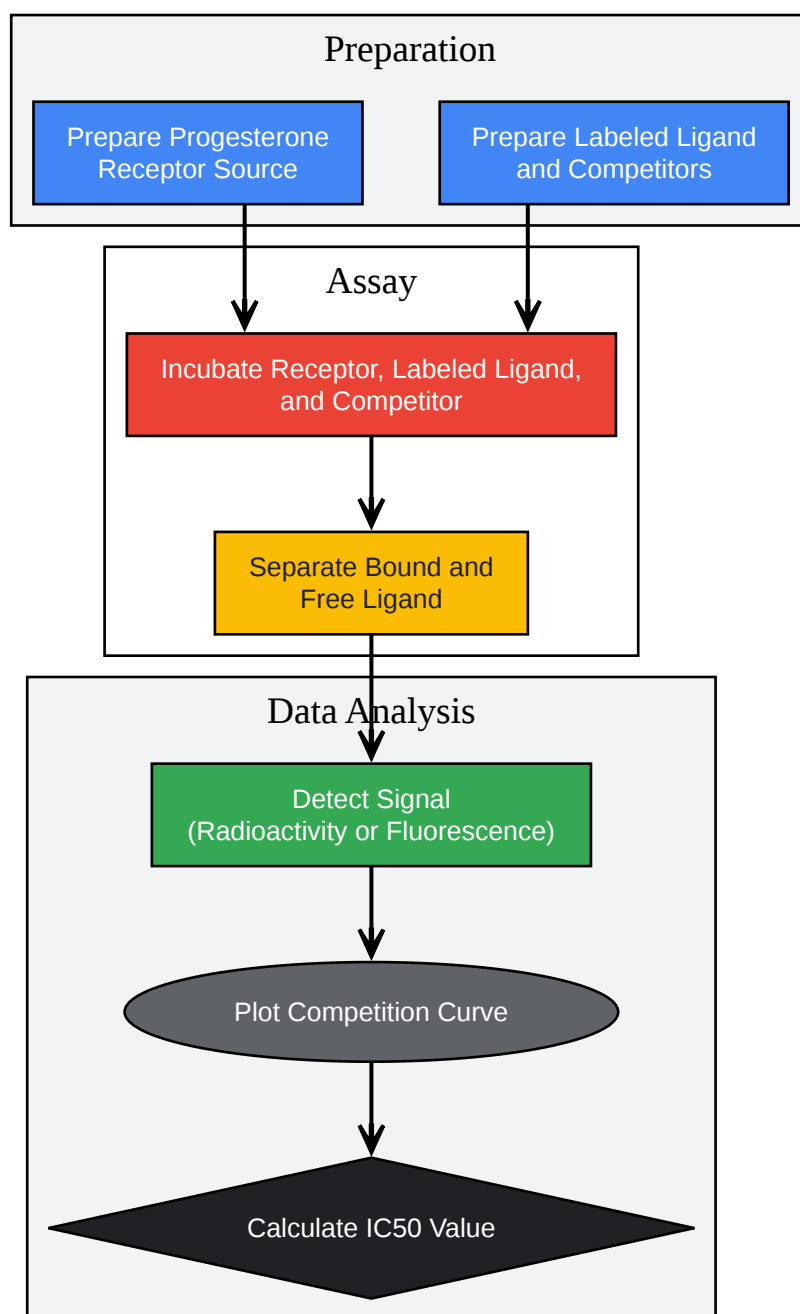 Preparation
Prepare Progesterone
Receptor Source
Prepare Labeled Ligand
and Competitors
Assay
Incubate Receptor, Labeled Ligand,
and Competitor
Separate Bound and
Free Ligand
Data Analysis
Detect Signal
(Radioactivity or Fluorescence)
Plot Competition Curve
Calculate IC50 Value